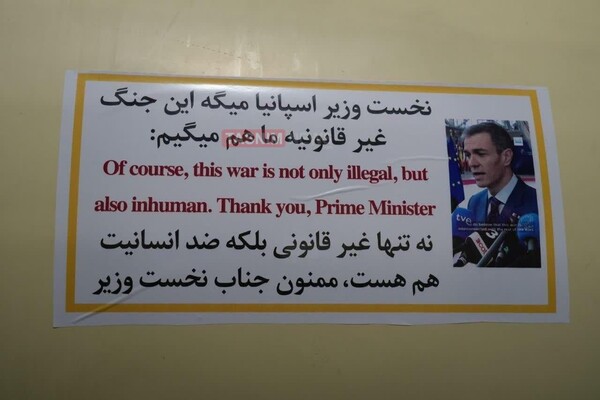 نخست وزیر اسپانیا میگه این جنگ
غیر قانونیه ما هم میگیم:
Of course, this war is not only illegal, but
also inhuman. Thank you, Prime Minister
نه تنها غیر قانونی بلکه ضد انسانیت
هم هست، ممنون جناب نخست وزیر
tve
3